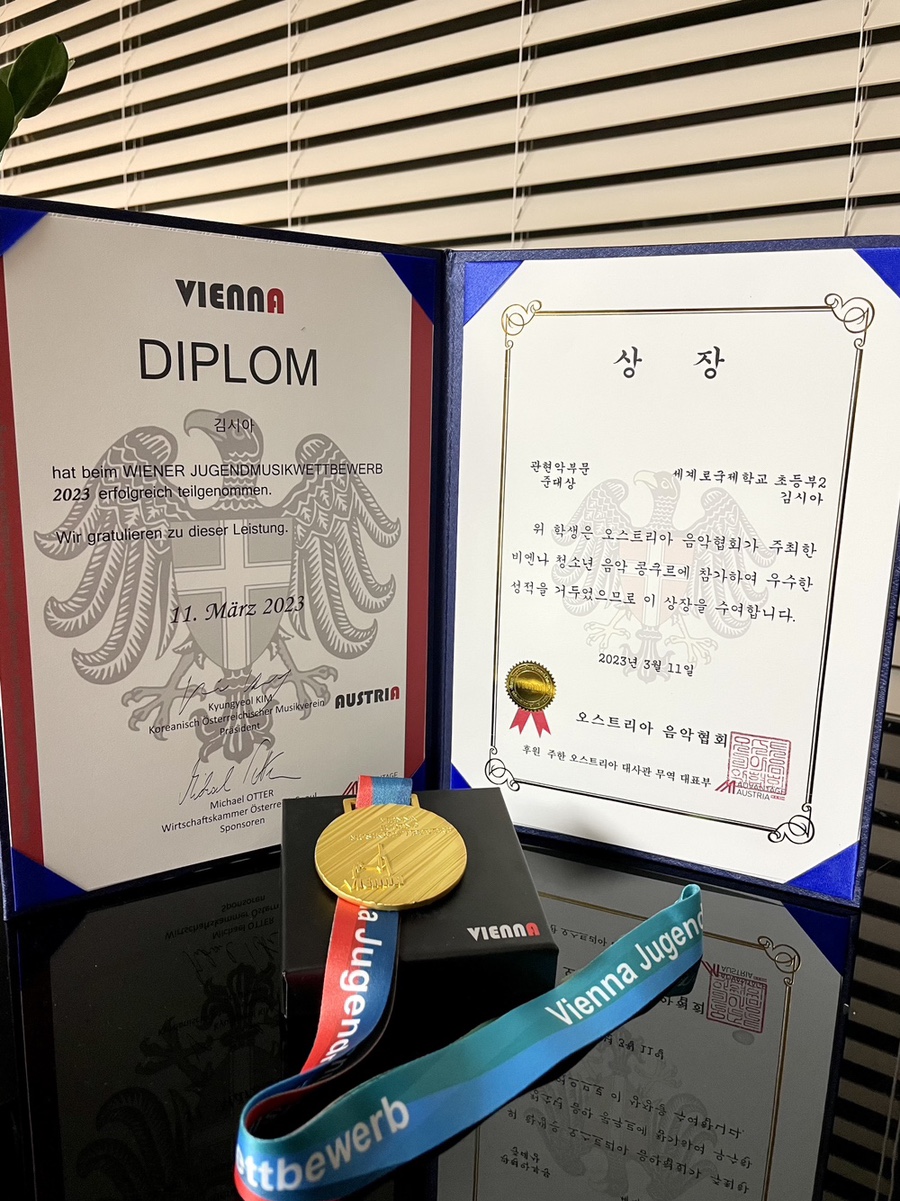 VIENNA
DIPLOM
김시아
hat beim WIENER JUGENDMUSIKWETTBEWERB
2023 erfolgreich teilgenommen.
Wir gratulieren zu dieser Leistung.
11. März 2023
Kyungyeol KIM
Koreanisch Österreichischer Musikverein
Präsident
AUSTRIA
Michael OTTER
Wirtschaftskammer
Sponsoren
상 장
관현악부문
준대상
세계로국제학교 초등부2
김시아
위 학생은 오스트리아 음악협회가 주최한
비엔나 청소년 음악 콩쿠르에 참가하여 우수한
성적을 거두었으므로 이 상장을 수여합니다.
2023년 3월 11일
오스트리아 음악협회
후원 주한 오스트리아 대사관 무역 대표부
ADVANTAGE
AUSTRIA
Vienna
VIENNA
a Jugend
Vienna Jugend
ettbewerb